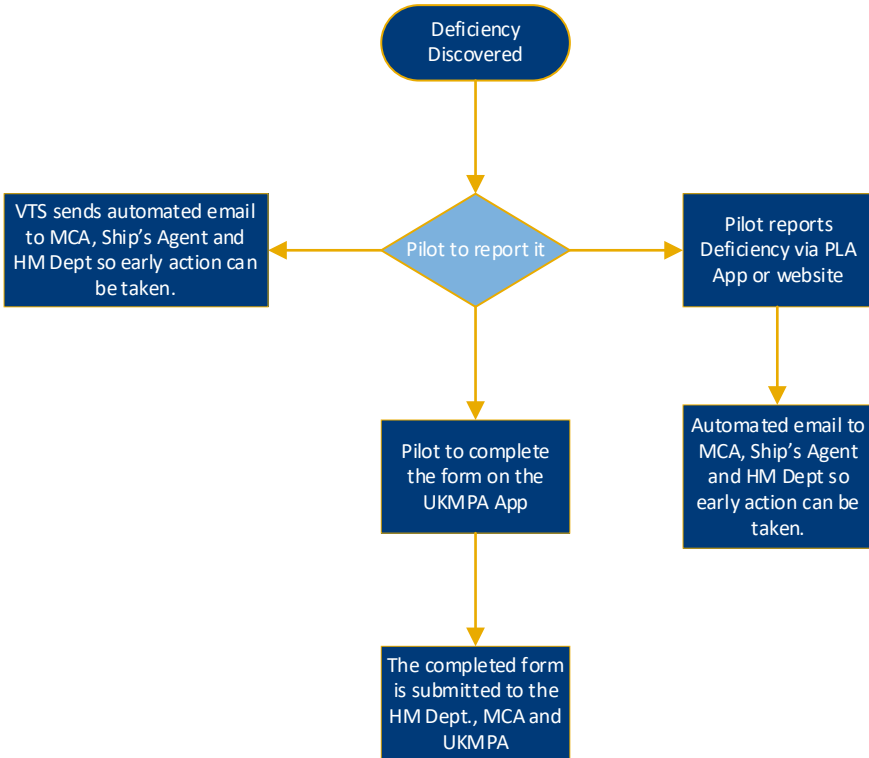 Deficiency
Discovered
VTS sends automated email
to MCA, Ship's Agent and
HM Dept so early action can
be taken.
Pilot to report it
Pilot reports
Deficiency via PLA
App or website
Pilot to complete
the form on the
UKMPA App
Automated email to
MCA, Ship's Agent
and HM Dept so
early action can be
taken.
The completed form
is submitted to the
HM Dept., MCA and
UKMPA